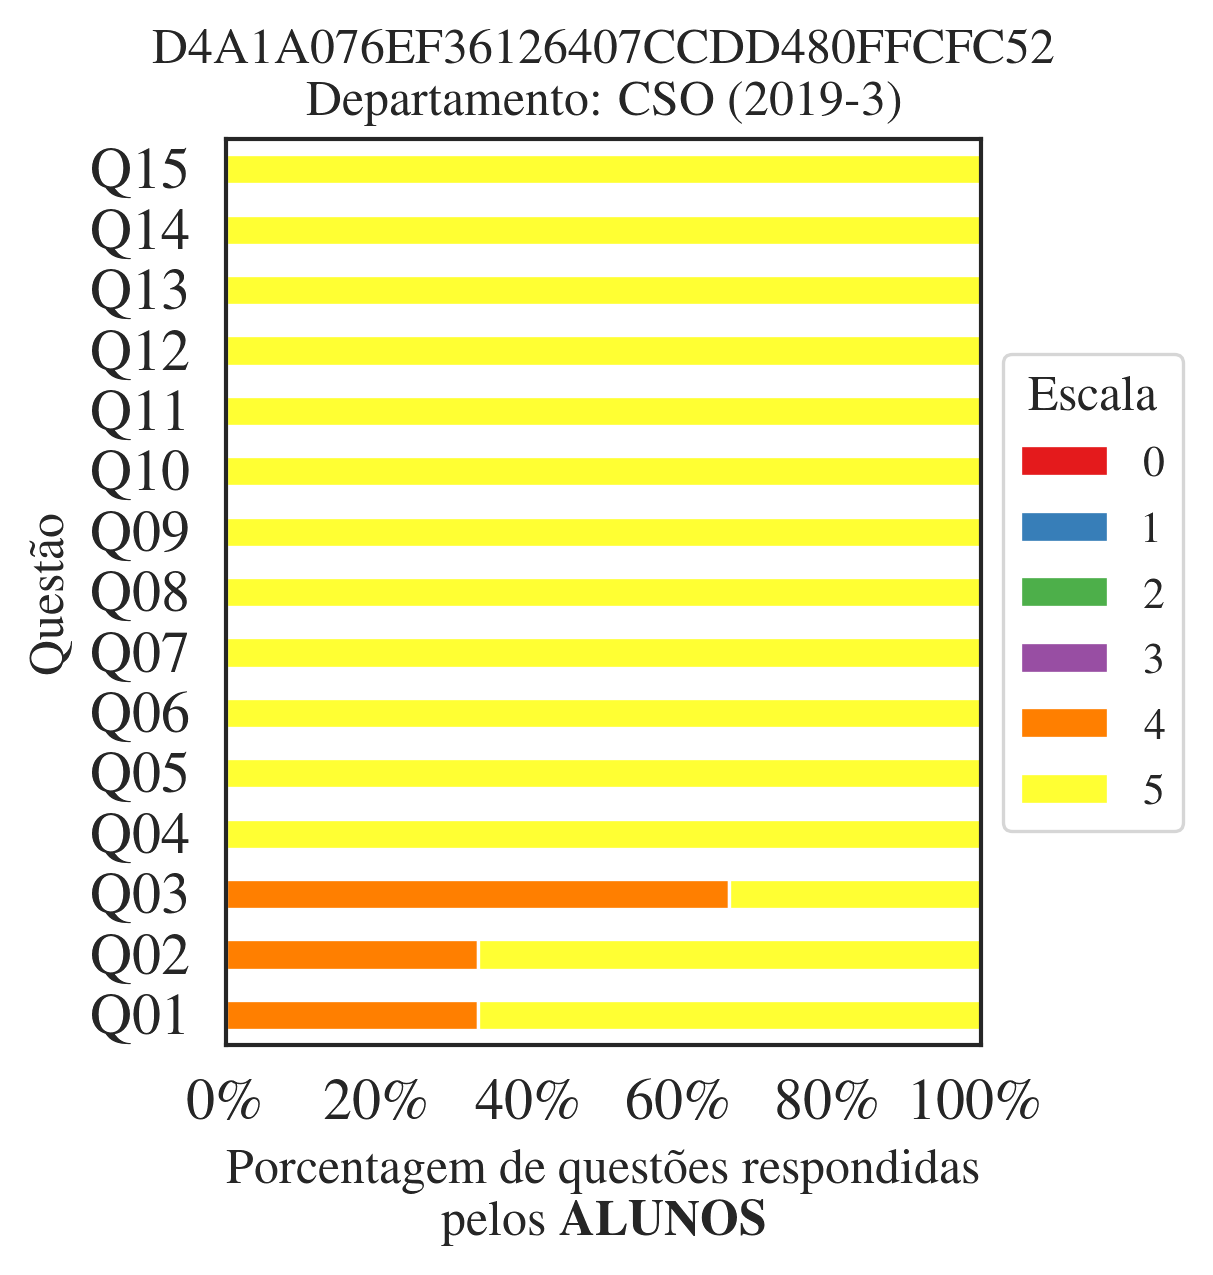 D4A1A076EF36126407CCDD480FFCFC52
Departamento: CSO (2019-3)
Questão
Q15
Q14
Q13
Q12
Q11
Q10
Q09
Q08
Q07
Q06
Q05
Q04
Q03
Q02
Q01
0% 20% 40% 60% 80% 100%
Porcentagem de questões respondidas
pelos ALUNOS
Escala
0
1
2
3
4
5